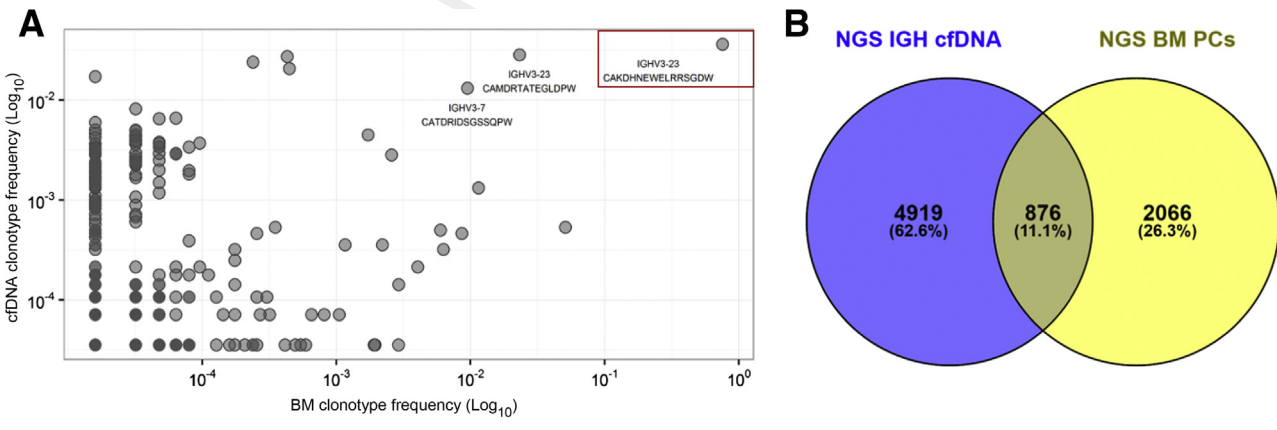 A
cfDNA clonotype frequency (Log10)
10-2
10-3
10-4
IGHV3-23
CAKDHNEWELRRSGDW
IGHV3-23
CAMDRTATEGLDPW
IGHV3-7
CATDRIDSGSSQPW
10-4
10-3
10-2
10-1
100
BM clonotype frequency (Log10)
B
NGS IGH cfDNA
NGS BM PCs
4919
(62.6%)
876
(11.1%)
2066
(26.3%)